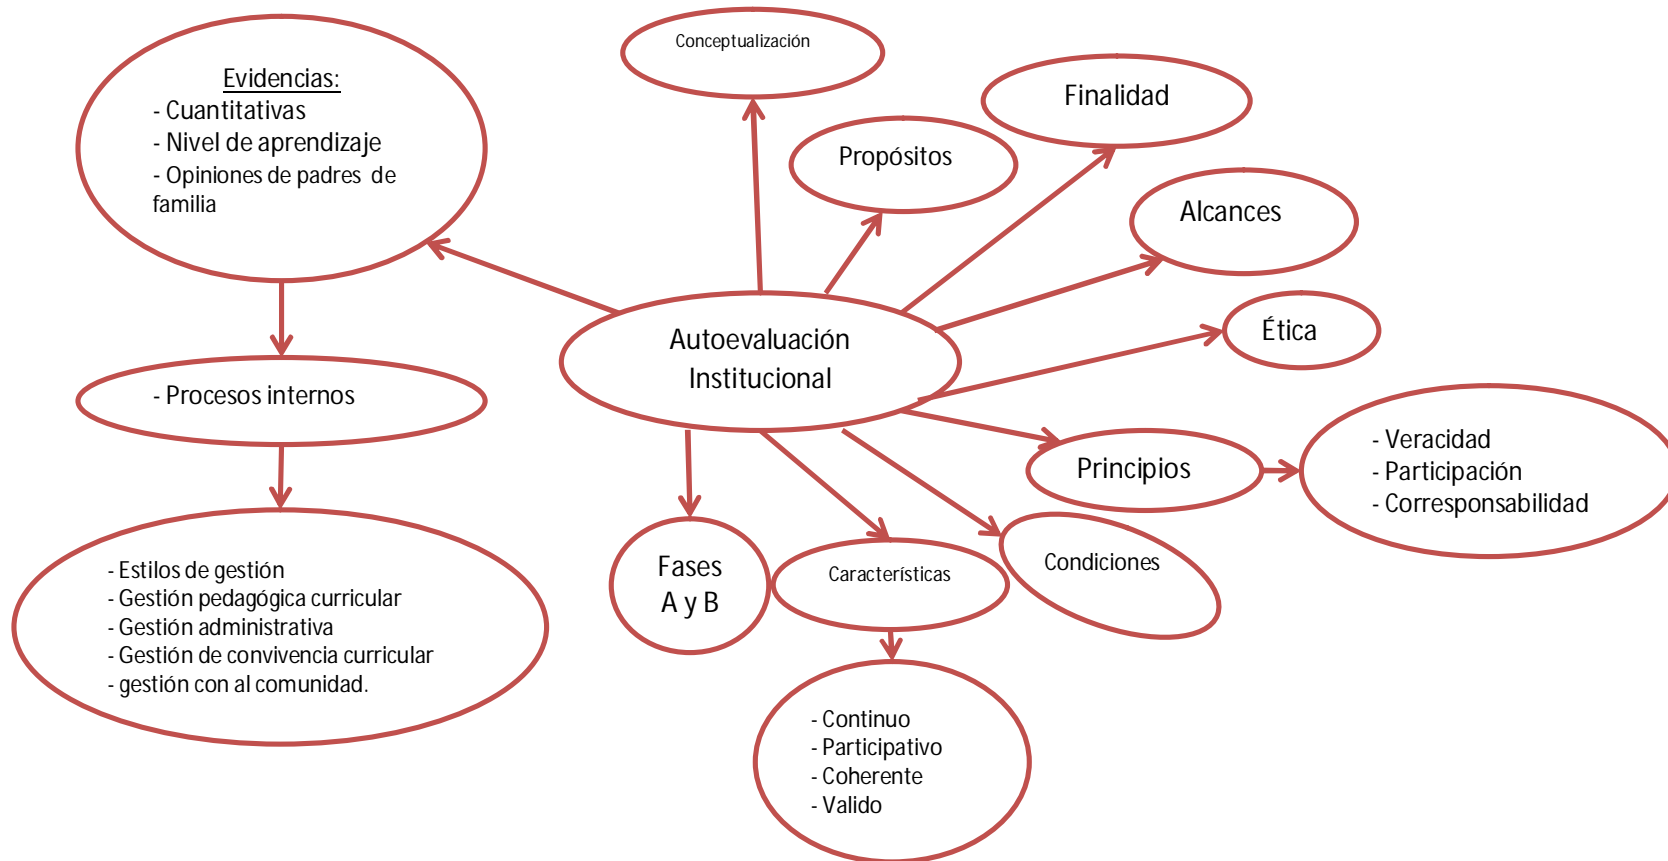 Evidencias:
- Cuantitativas
- Nivel de aprendizaje
- Opiniones de padres de
familia
Conceptualización
Finalidad
Propósitos
Alcances
Ética
Autoevaluación
Institucional
- Procesos internos
Principios
- Veracidad
- Participación
- Corresponsabilidad
Fases
A y B
Característícas
Condiciones
- Estilos de gestión
- Gestión pedagógica curricular
- Gestión administrativa
- Gestión de convivencia curricular
- gestión con al comunidad.
- Continuo
- Participativo
- Coherente
- Valido